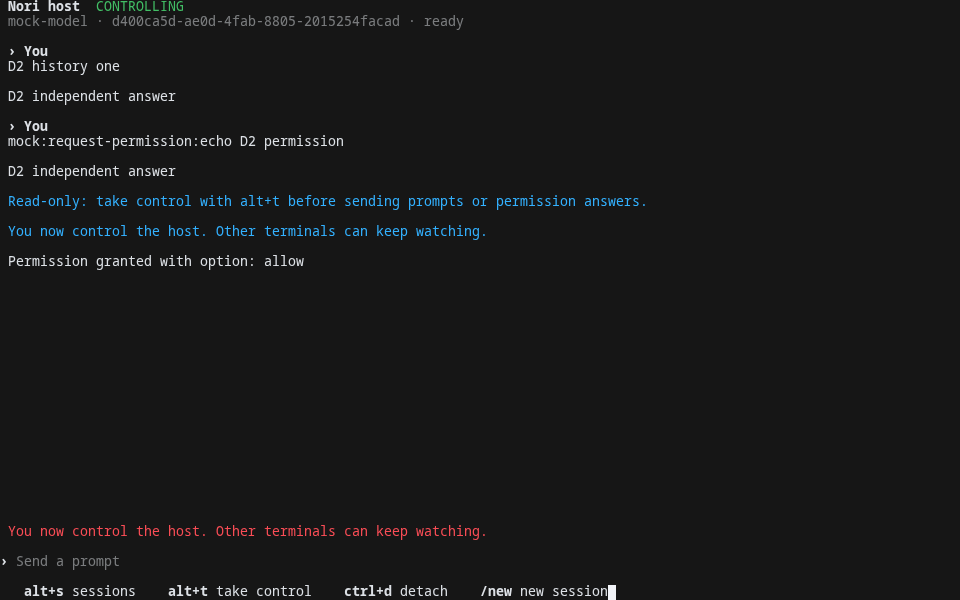 Nori host  CONTROLLING
mock-model · d400ca5d-ae0d-4fab-8805-2015254facad · ready
› You
D2 history one
D2 independent answer
› You
mock:request-permission:echo D2 permission
D2 independent answer
Read-only: take control with alt+t before sending prompts or permission answers.
You now control the host. Other terminals can keep watching.
Permission granted with option: allow
You now control the host. Other terminals can keep watching.
› Send a prompt
alt+s sessions    alt+t take control    ctrl+d detach    /new new session